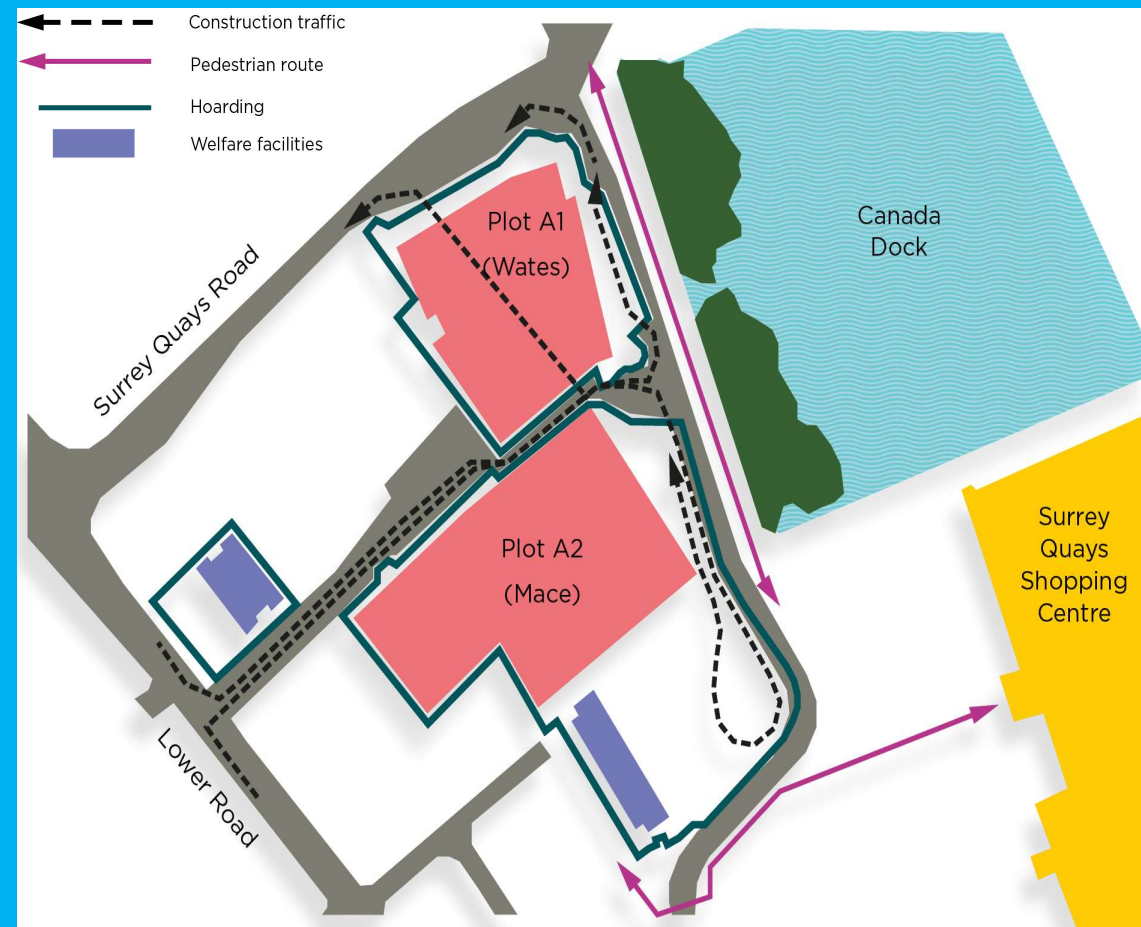 Construction traffic
Pedestrian route
Hoarding
Welfare facilities
Plot A1
(Wates)
Canada
Dock
Surrey Quays Road
Surrey
Quays
Shopping
Centre
Plot A2
(Mace)
Lower Road